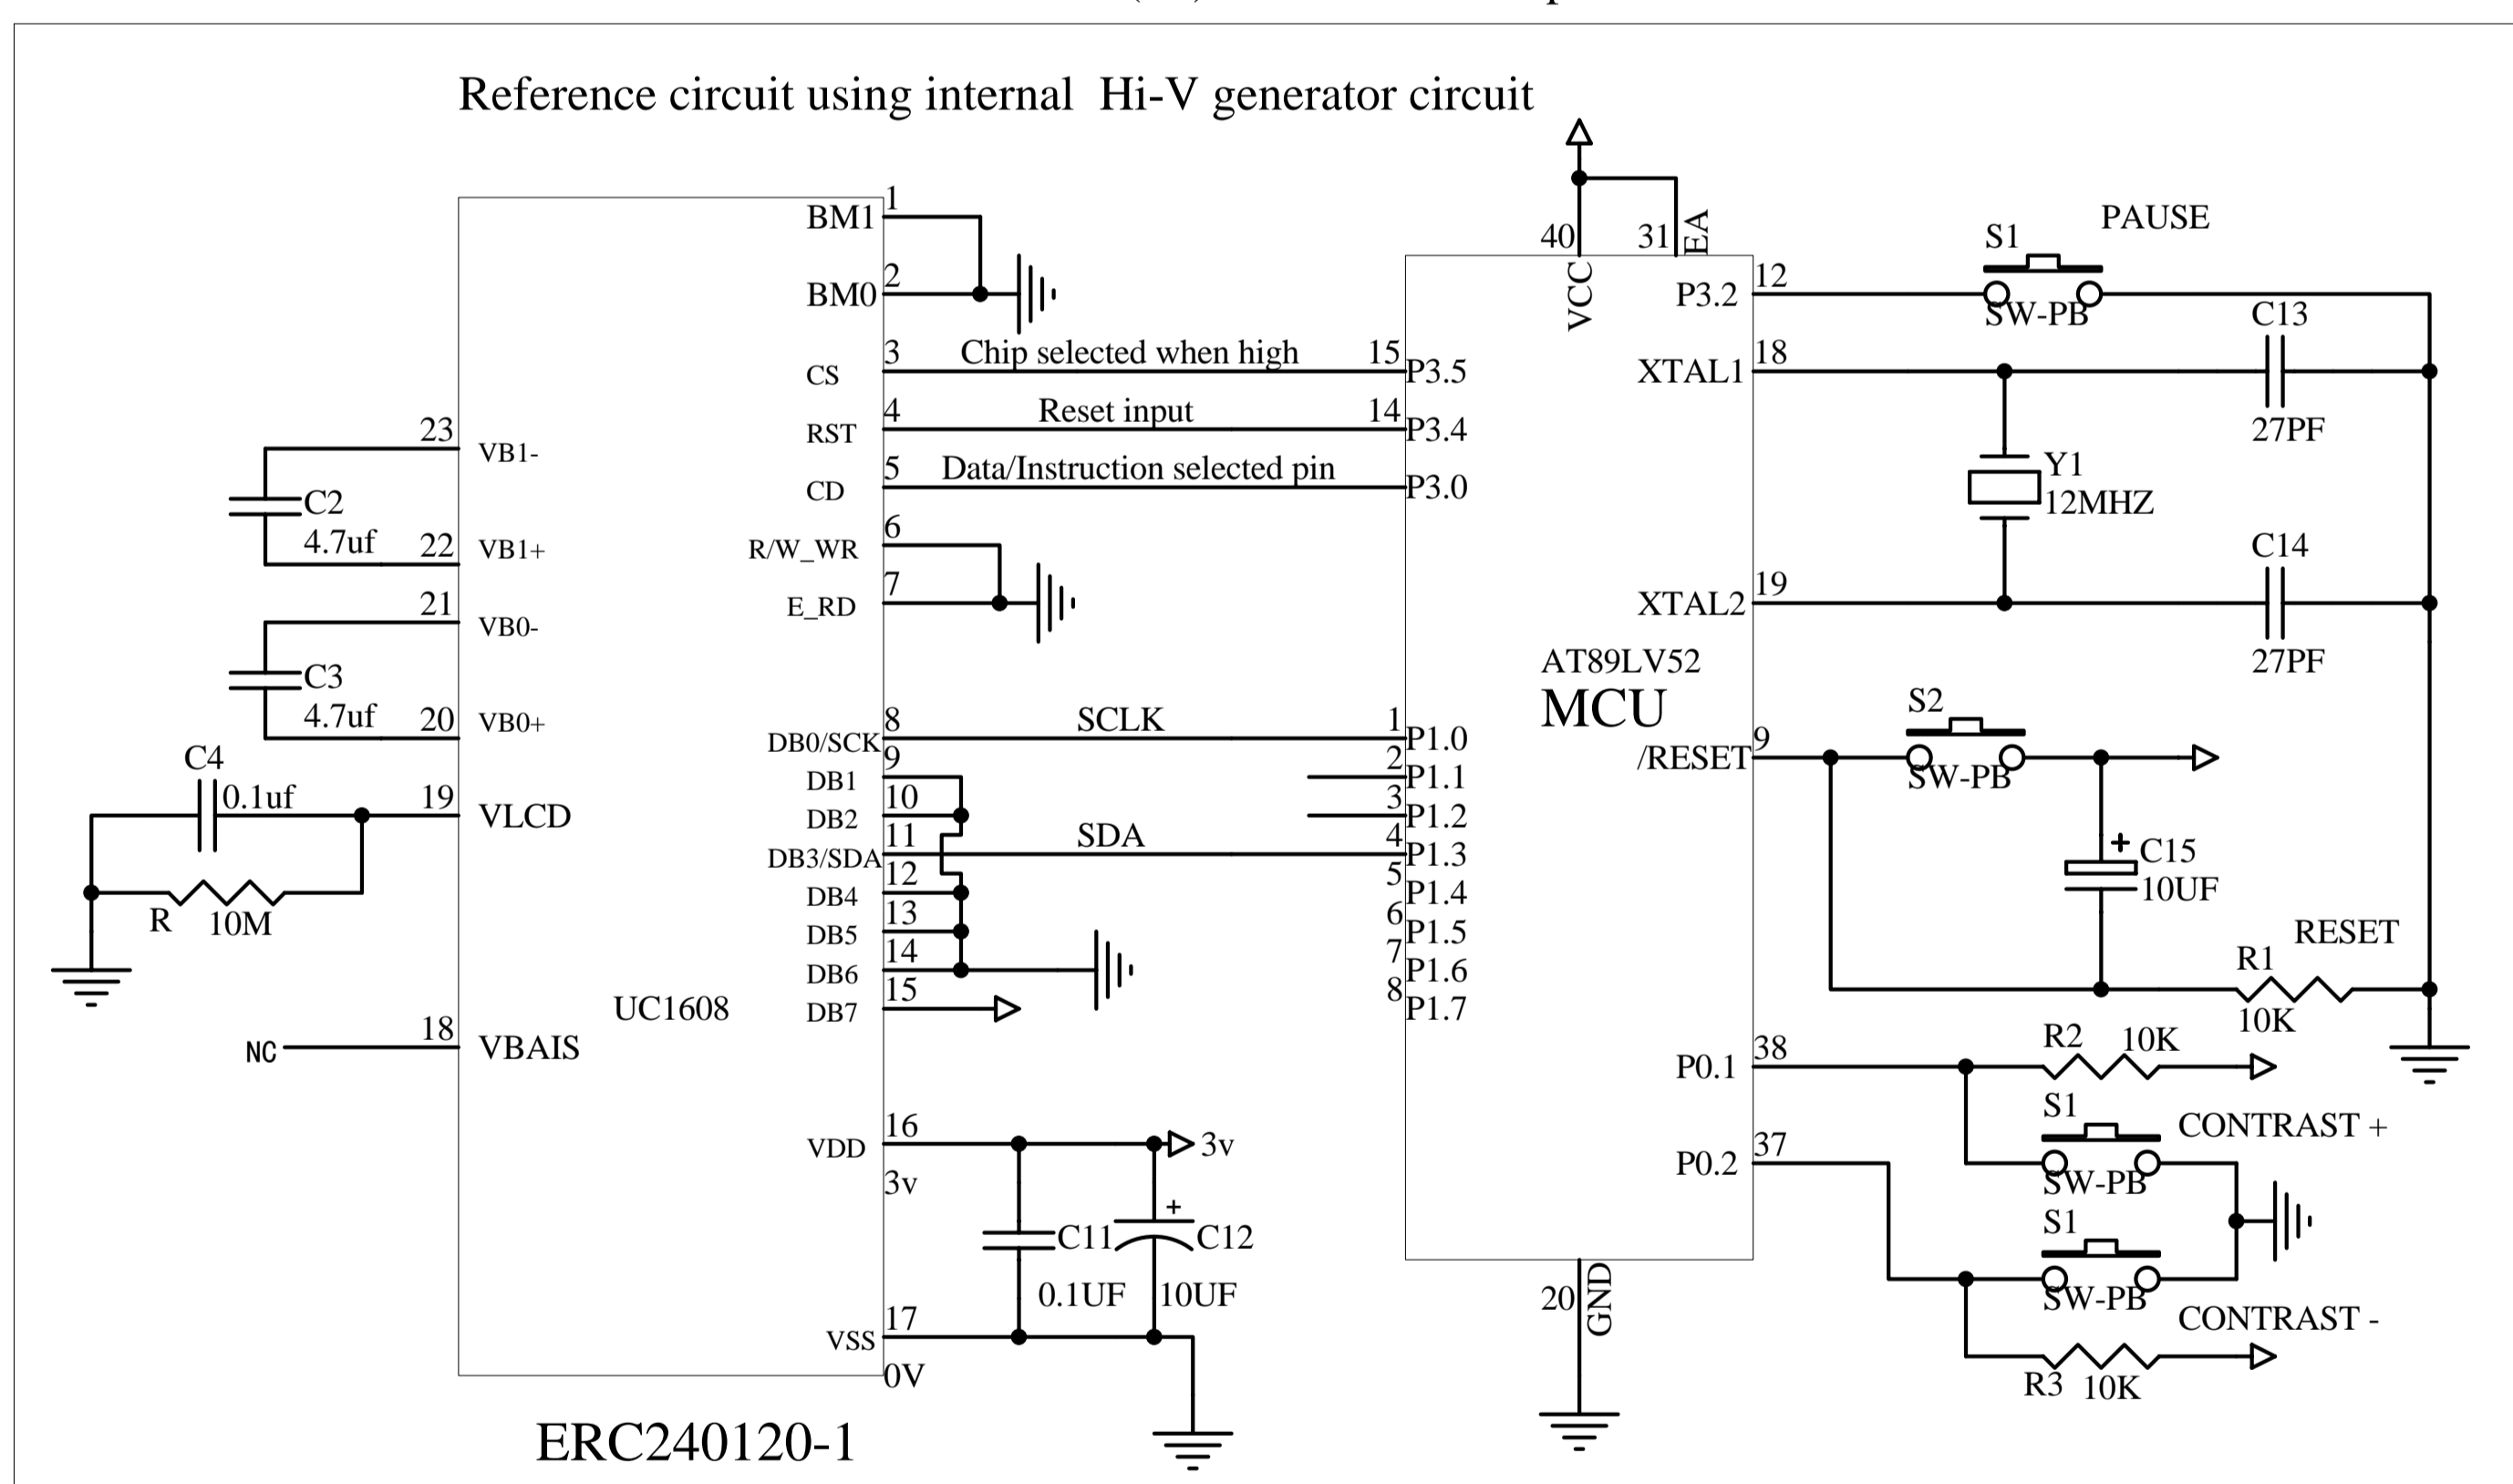 Reference circuit using internal Hi-V generator circuit
BM1 1
BM0 2
CS 3 Chip selected when high 15 P3.5
RST 4 Reset input 14 P3.4
CD 5 Data/Instruction selected pin P3.0
R/W_WR 6
E_RD 7
DB0/SCK 8 SCLK 1 P1.0
DB1 9 2 P1.1
DB2 10 3 P1.2
DB3/SDA 11 SDA 4 P1.3
DB4 12 5 P1.4
DB5 13 6 P1.5
DB6 14 7 P1.6
DB7 15 8 P1.7
VDD 16 3v
3v
C11 0.1UF
+ C12 10UF
VSS 17
0V
23 VB1-
C2
4.7uf 22 VB1+
21 VB0-
C3
4.7uf 20 VB0+
C4
0.1uf 19 VLCD
R 10M
NC 18 VBAIS
UC1608
ERC240120-1
40 VCC
31 EA
P3.2 12
S1 PAUSE
SW-PB
XTAL1 18
C13
27PF
Y1
12MHZ
XTAL2 19
C14
27PF
AT89LV52
MCU
/RESET 9
S2
SW-PB
+ C15
10UF
RESET
R1
10K
P0.1 38
R2 10K
S1 CONTRAST +
SW-PB
P0.2 37
S1
SW-PB
CONTRAST -
R3 10K
20 GND